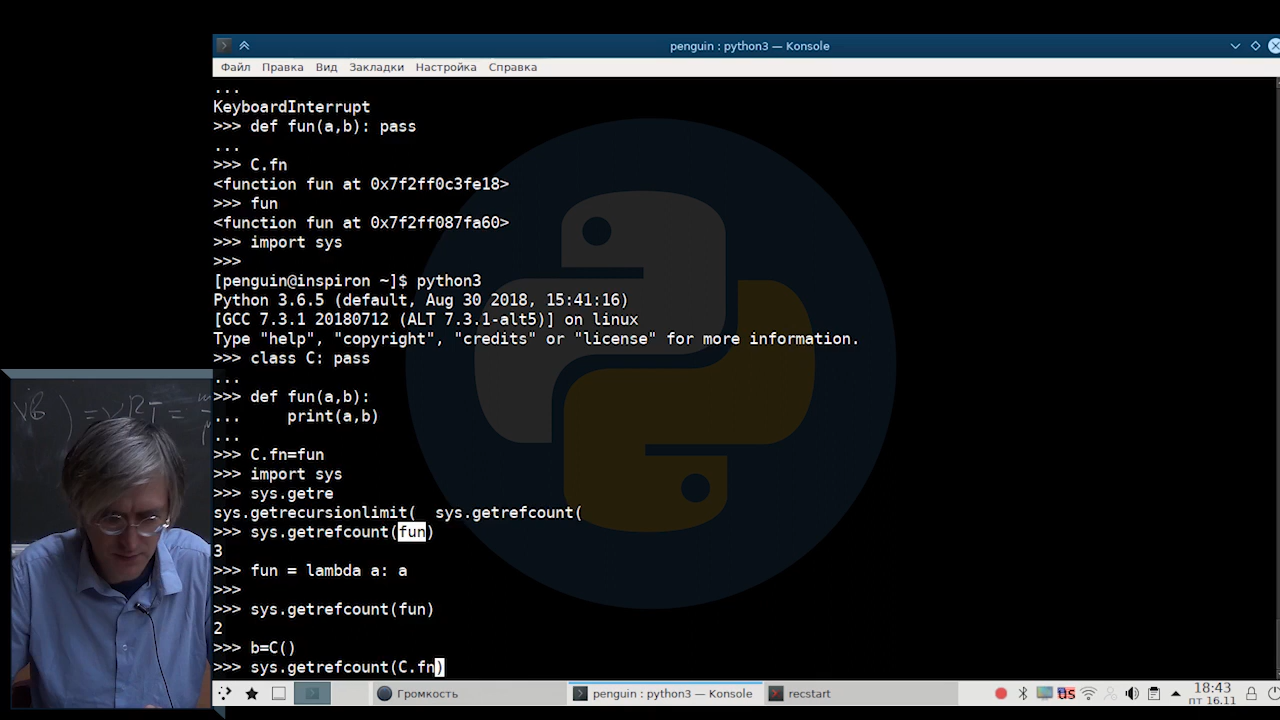 penguin : python3 — Konsole
Файл Правка Вид Закладки Настройка Справка
...
KeyboardInterrupt
>>> def fun(a,b): pass
...
>>> C.fn
<function fun at 0x7f2ff0c3fe18>
>>> fun
<function fun at 0x7f2ff087fa60>
>>> import sys
>>>
[penguin@inspiron ~]$ python3
Python 3.6.5 (default, Aug 30 2018, 15:41:16)
[GCC 7.3.1 20180712 (ALT 7.3.1-alt5)] on linux
Type "help", "copyright", "credits" or "license" for more information.
>>> class C: pass
...
>>> def fun(a,b):
...     print(a,b)
...
>>> C.fn=fun
>>> import sys
>>> sys.getre
sys.getrecursionlimit(  sys.getrefcount(
>>> sys.getrefcount(fun)
3
>>> fun = lambda a: a
>>>
>>> sys.getrefcount(fun)
2
>>> b=C()
>>> sys.getrefcount(C.fn)
Громкость
penguin : python3 — Konsole
recstart
US
18:43
пт 16.11